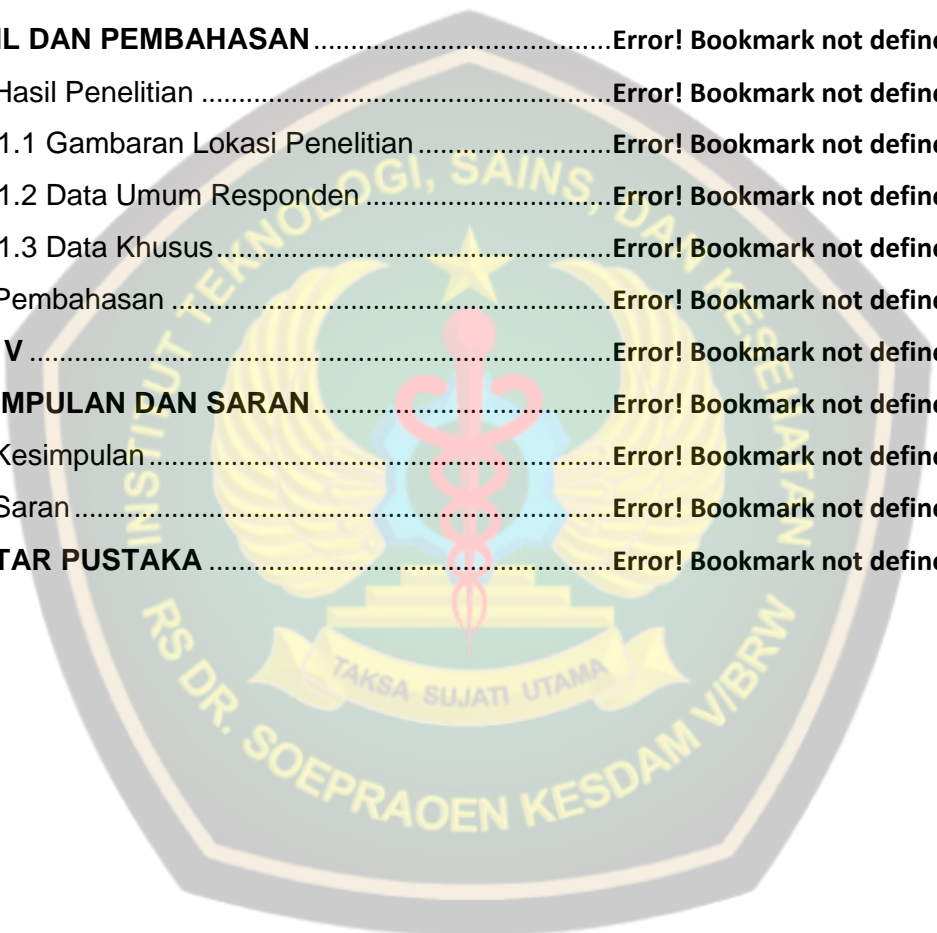 IL DAN PEMBAHASAN....................................Error! Bookmark not define
Hasil Penelitian....................................Error! Bookmark not define
1.1 Gambaran Lokasi Penelitian....................................Error! Bookmark not define
1.2 Data Umum Responden....................................Error! Bookmark not define
1.3 Data Khusus....................................Error! Bookmark not define
Pembahasan....................................Error! Bookmark not define
V....................................Error! Bookmark not define
MPULAN DAN SARAN....................................Error! Bookmark not define
Kesimpulan....................................Error! Bookmark not define
Saran....................................Error! Bookmark not define
TAR PUSTAKA....................................Error! Bookmark not define
INSTITUT TEKNOLOGI, SAINS, DAN KESEHATAN
TAKSA SUJATI UTAMA
RS DR. SOEPRAOEN KESDAM V/BRW